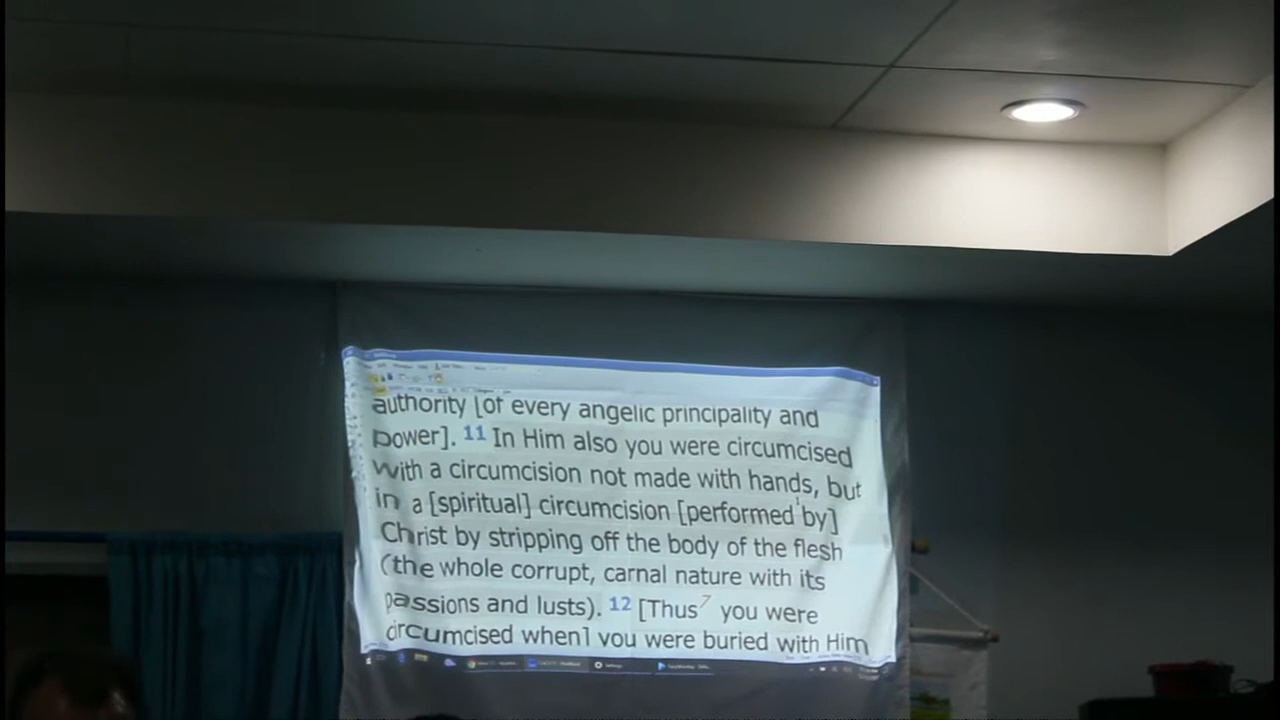 authority [of every angelic principality and
power]. 11 In Him also you were circumcised
with a circumcision not made with hands, but
in a [spiritual] circumcision [performed by]
Christ by stripping off the body of the flesh
(the whole corrupt, carnal nature with its
passions and lusts). 12 [Thus7 you were
circumcised when] you were buried with Him